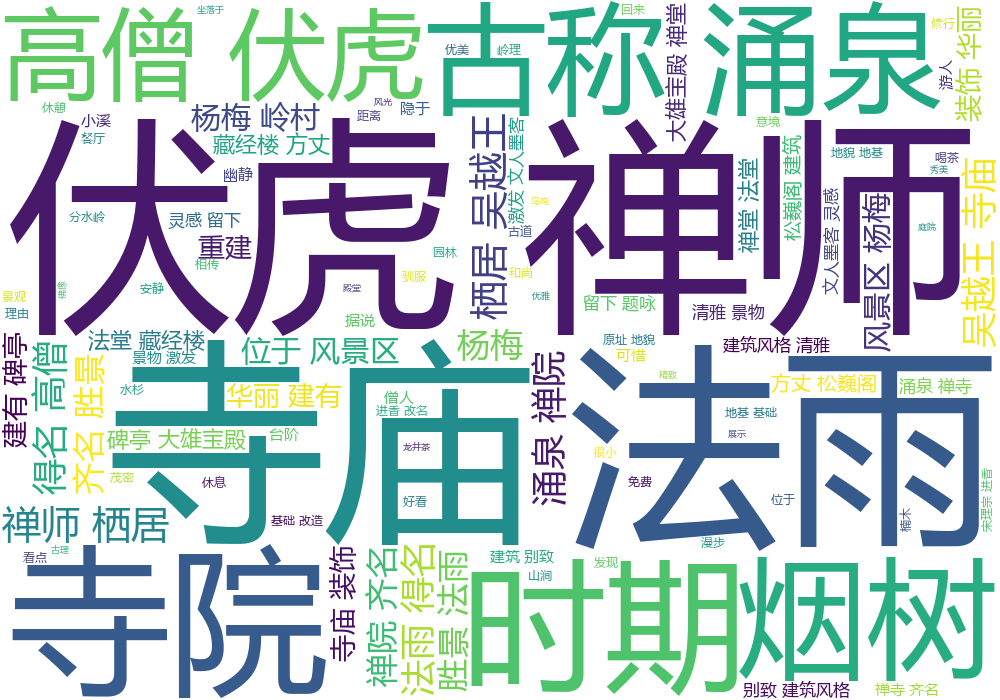 高僧 伏虎
古称 涌泉
坐落于
回来
修行
优美
岭理
游人
装饰 华丽
大雄宝殿 禅堂
休憩
小溪
餐厅
杨梅 岭村
风光
距离
隐于
藏经楼 方丈
幽静
伏虎 禅师
栖居 吴越王
激发 文人墨客
意境
禅堂 法堂
松巍阁 建筑
地貌 地基
喝茶
秀美
吴越王 寺庙
分水岭
灵感 留下
重建
相传
园林
古道
鸟鸣
文人墨客 灵感
风景区 杨梅
庭院
景观
佛像
理由
安静
殿堂
驯服
和尚
优雅
据说
留下 题咏
清雅 景物
建有 碑亭
法堂 藏经楼
位于 风景区
杨梅
原址 地貌
可惜
建筑风格 清雅
得名 高僧
齐名 胜景
景物 激发
水杉
寺庙
华丽 建有
僧人
进香 改名
涌泉 禅院
法雨
精致
方丈 松巍阁
涌泉 禅寺
地基 基础
碑亭 大雄宝殿
台阶
龙井茶
展示
茂密
休息
很小
免费
好看
位于
楠木
宋理宗 进香
禅师 栖居
基础 改造
漫步
看点
古理
寺院
寺庙 装饰
禅院 齐名
法雨 得名
胜景 法雨
建筑 别致
山涧
发现
时期
烟树
别致 建筑风格
禅寺 齐名